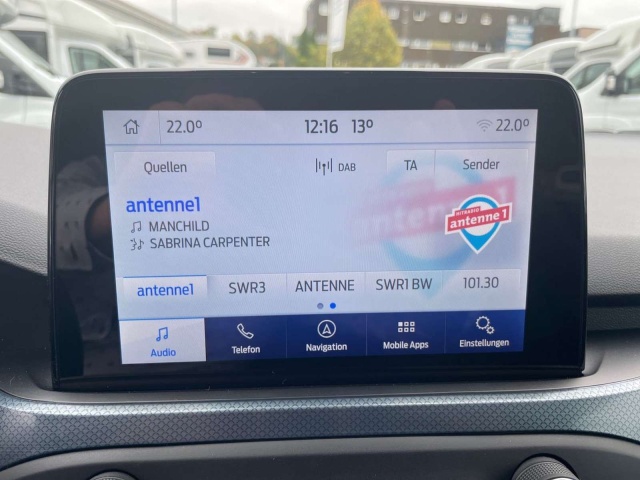 22.0° 12:16 13° 22.0°
Quellen DAB TA Sender
antenne1
MANCHILD
SABRINA CARPENTER
HITRADIO
antenne 1
antenne1 SWR3 ANTENNE SWR1 BW 101.30
Audio Telefon Navigation Mobile Apps Einstellungen